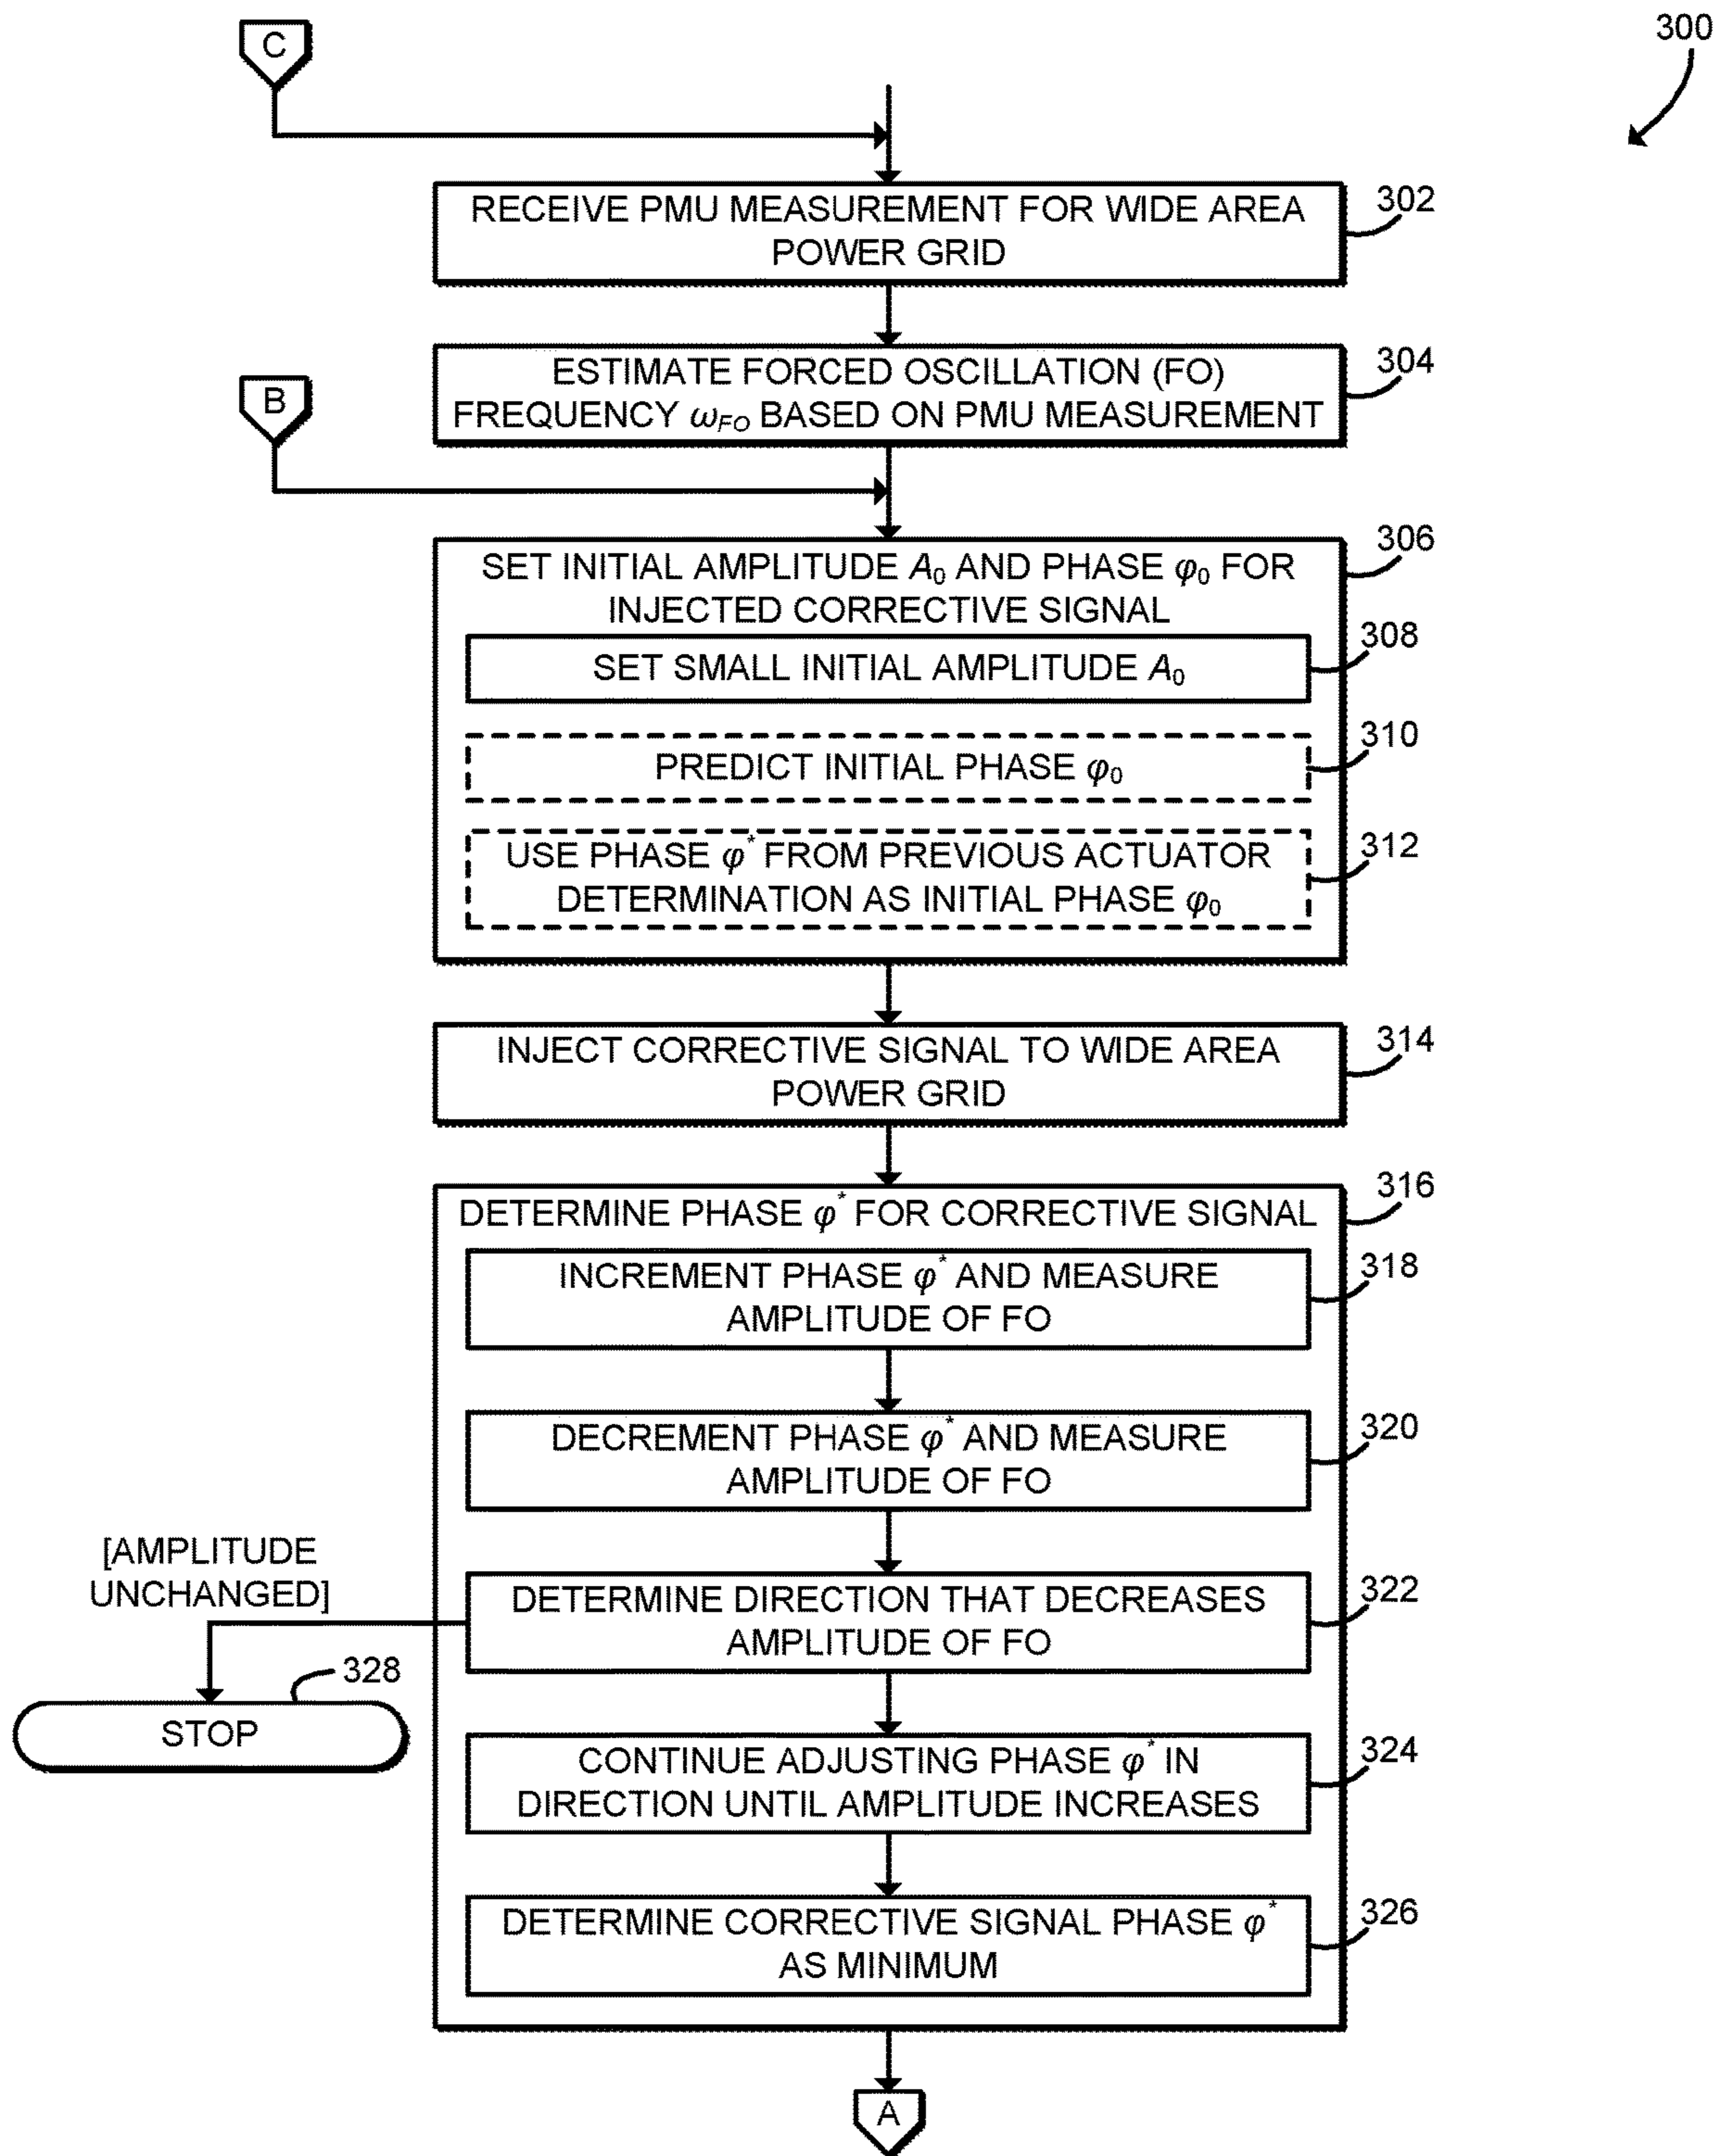 C
300
RECEIVE PMU MEASUREMENT FOR WIDE AREA
POWER GRID
302
ESTIMATE FORCED OSCILLATION (FO)
FREQUENCY ω_FO BASED ON PMU MEASUREMENT
304
B
SET INITIAL AMPLITUDE A₀ AND PHASE φ₀ FOR
INJECTED CORRECTIVE SIGNAL
306
SET SMALL INITIAL AMPLITUDE A₀
308
PREDICT INITIAL PHASE φ₀
310
USE PHASE φ* FROM PREVIOUS ACTUATOR
DETERMINATION AS INITIAL PHASE φ₀
312
INJECT CORRECTIVE SIGNAL TO WIDE AREA
POWER GRID
314
DETERMINE PHASE φ* FOR CORRECTIVE SIGNAL
316
INCREMENT PHASE φ* AND MEASURE
AMPLITUDE OF FO
318
DECREMENT PHASE φ* AND MEASURE
AMPLITUDE OF FO
320
[AMPLITUDE
UNCHANGED]
DETERMINE DIRECTION THAT DECREASES
AMPLITUDE OF FO
322
328
STOP
CONTINUE ADJUSTING PHASE φ* IN
DIRECTION UNTIL AMPLITUDE INCREASES
324
DETERMINE CORRECTIVE SIGNAL PHASE φ*
AS MINIMUM
326
A